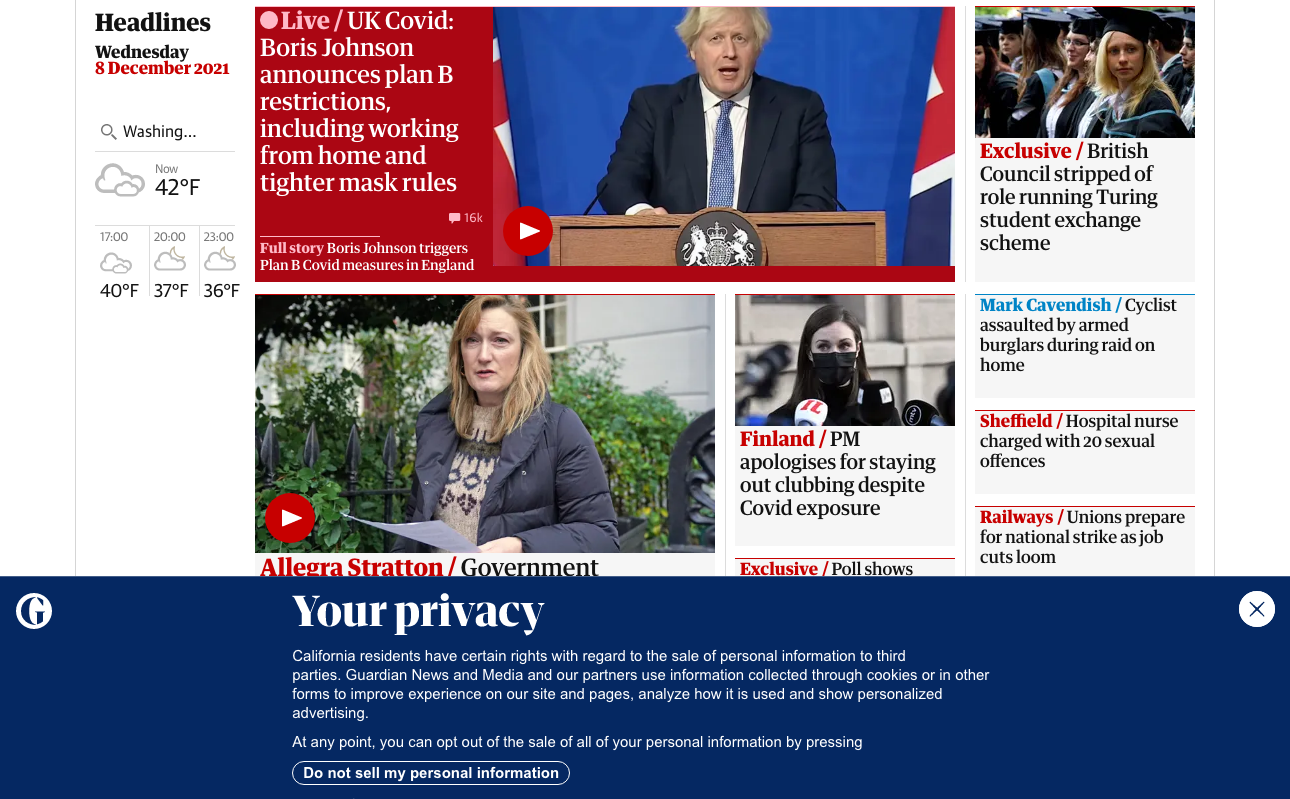 Headlines
Wednesday
8 December 2021
Washing...
Now
42°F
17:00
20:00
23:00
40°F
37°F
36°F
Live / UK Covid:
Boris Johnson
announces plan B
restrictions,
including working
from home and
tighter mask rules
16k
Full story Boris Johnson triggers
Plan B Covid measures in England
Exclusive / British
Council stripped of
role running Turing
student exchange
scheme
Allegra Stratton / Government
Finland / PM
apologises for staying
out clubbing despite
Covid exposure
Exclusive / Poll shows
Mark Cavendish / Cyclist
assaulted by armed
burglars during raid on
home
Sheffield / Hospital nurse
charged with 20 sexual
offences
Railways / Unions prepare
for national strike as job
cuts loom
Your privacy
California residents have certain rights with regard to the sale of personal information to third
parties. Guardian News and Media and our partners use information collected through cookies or in other
forms to improve experience on our site and pages, analyze how it is used and show personalized
advertising.
At any point, you can opt out of the sale of all of your personal information by pressing
Do not sell my personal information